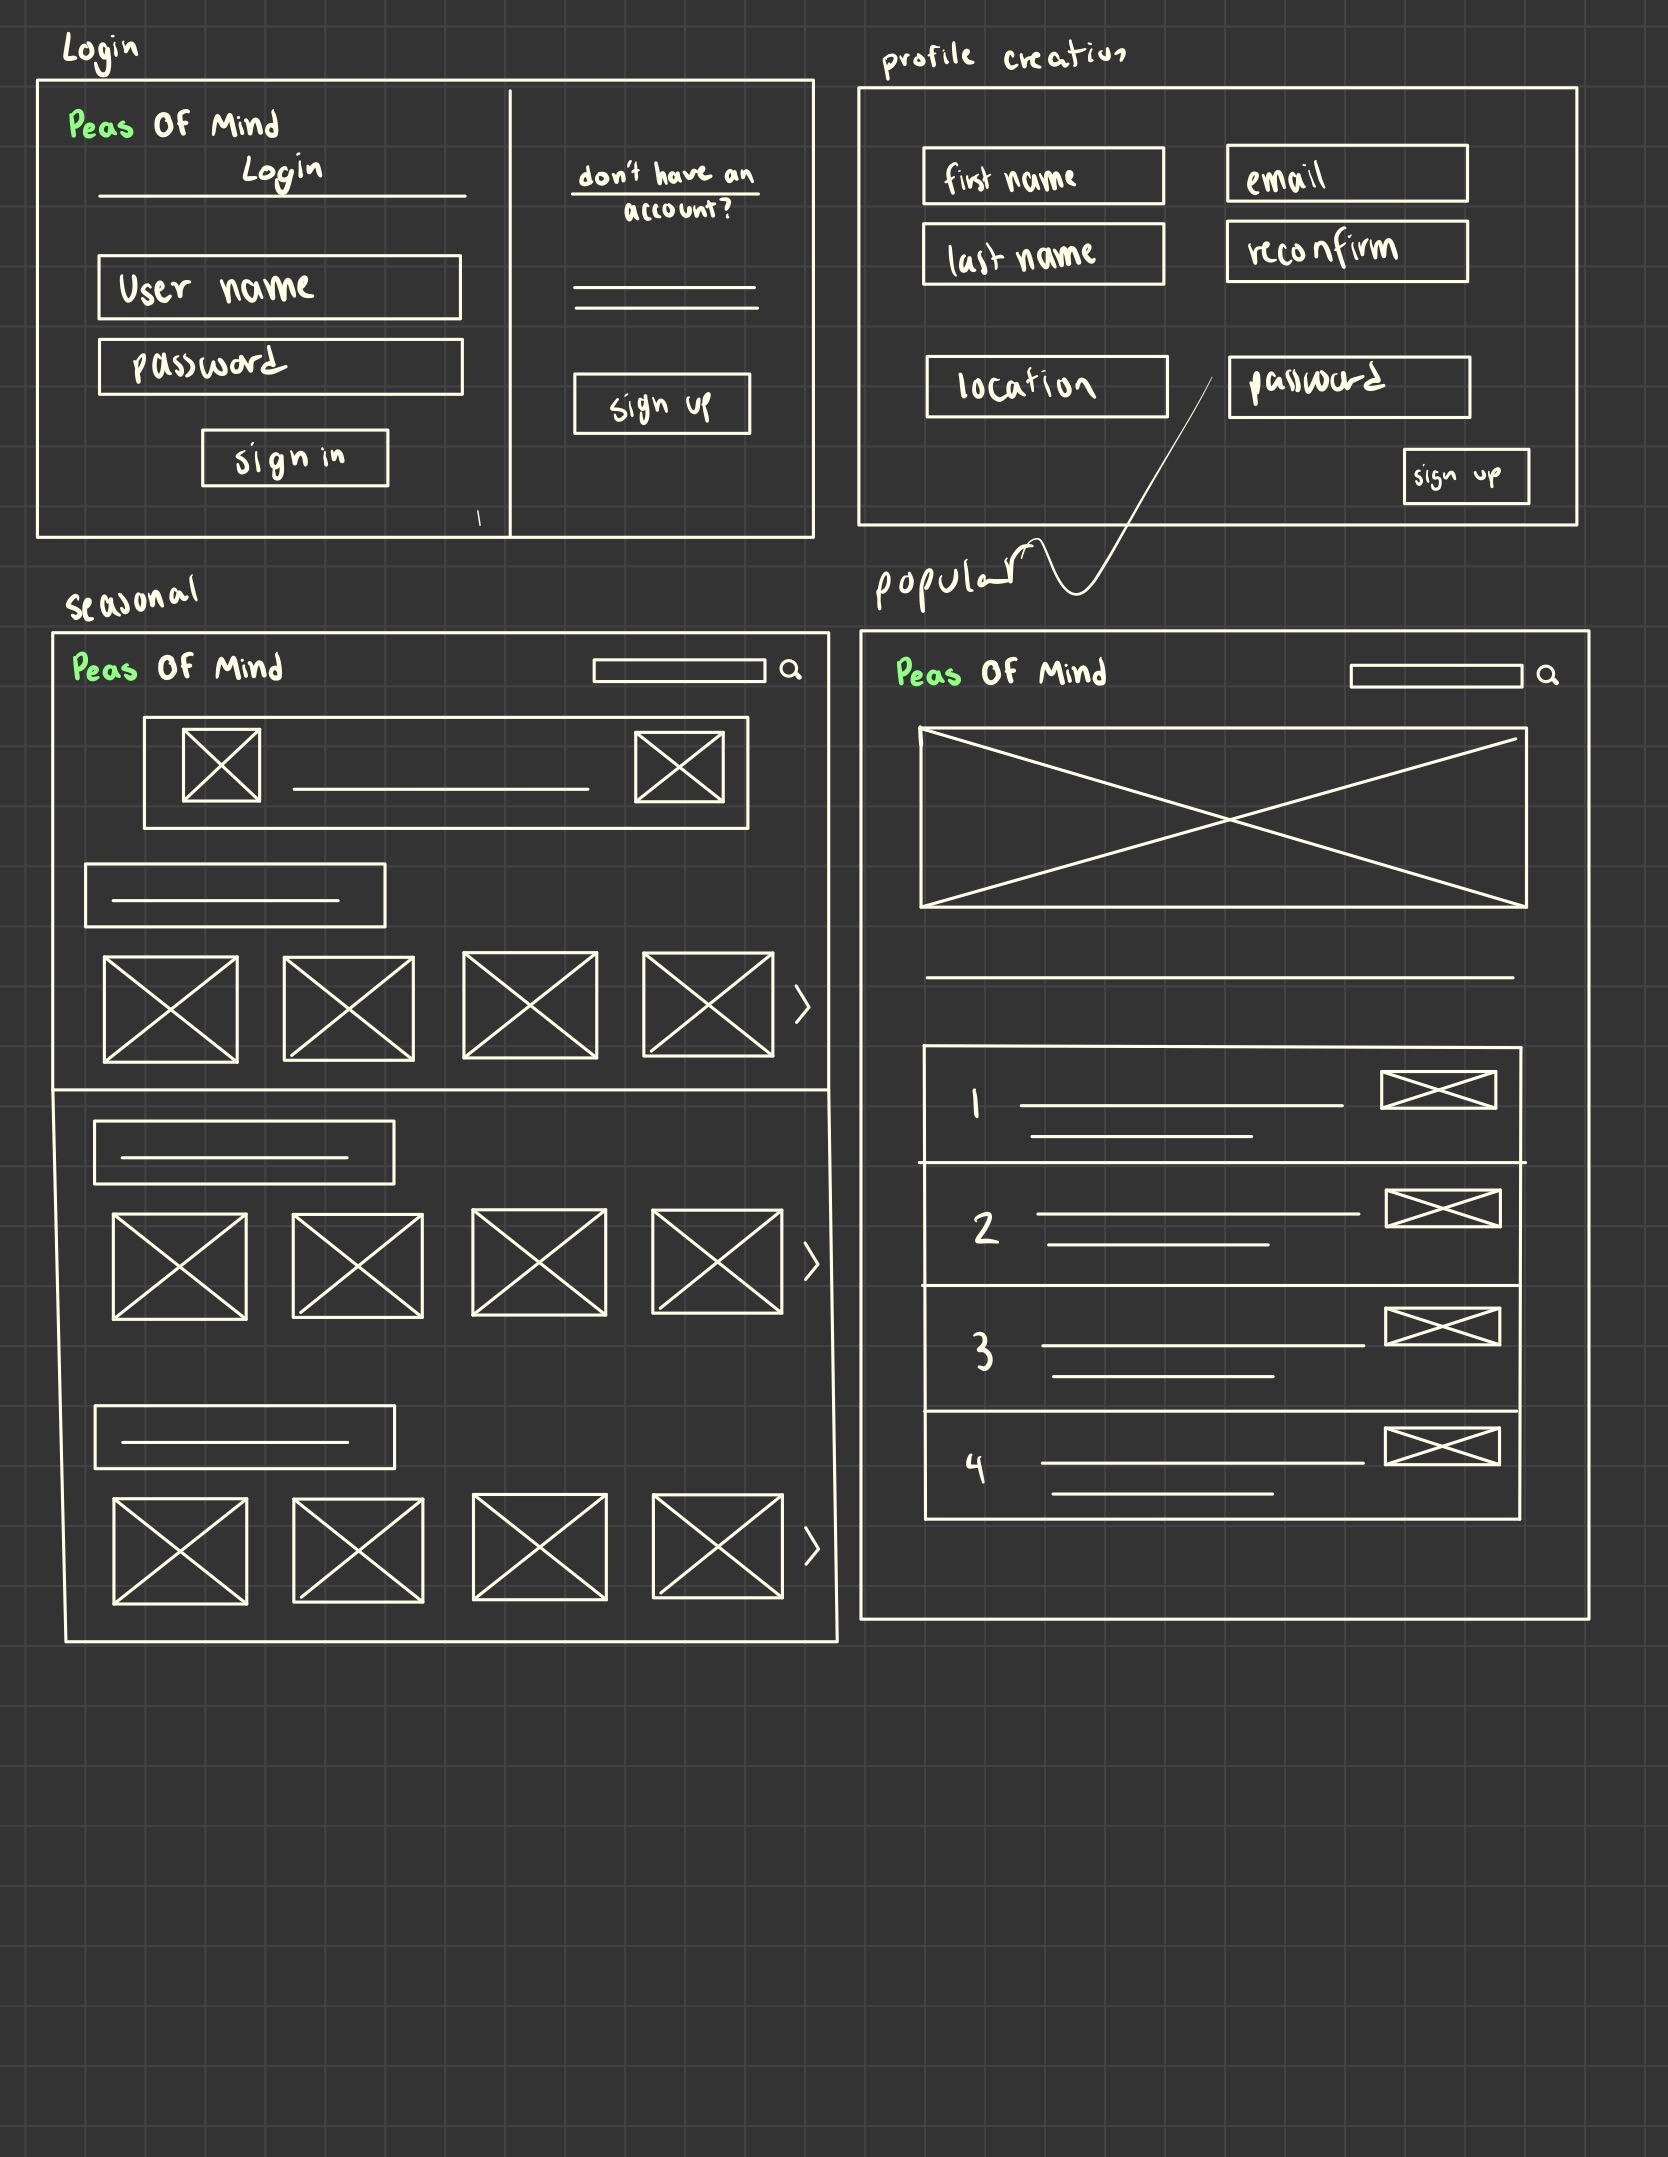 Login
Peas Of Mind
Login
User name
password
sign in
don't have an
account?
sign up
profile creation
first name
email
last name
reconfirm
location
password
sign up
seasonal
Peas Of Mind
popular
Peas Of Mind
1
2
3
4